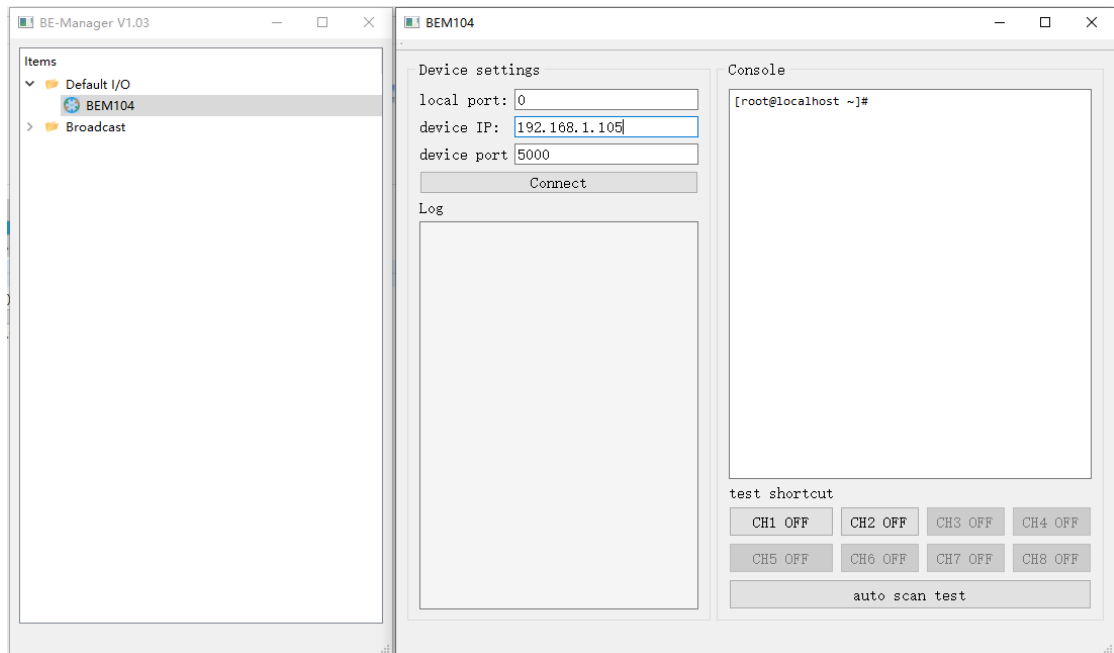 BE-Manager V1.03
Items
Default I/O
BEM104
Broadcast
BEM104
Device settings
local port: 0
device IP: 192.168.1.105
device port 5000
Connect
Log
Console
[root@localhost ~]#
test shortcut
CH1 OFF CH2 OFF CH3 OFF CH4 OFF
CH5 OFF CH6 OFF CH7 OFF CH8 OFF
auto scan test